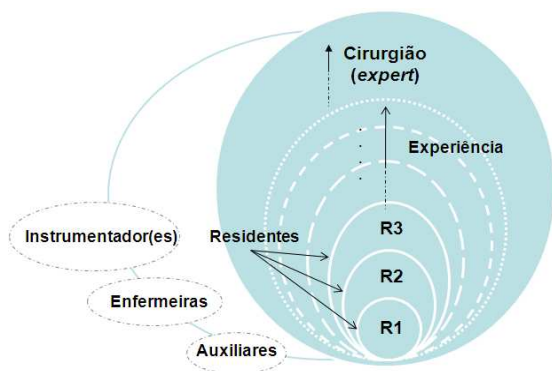 Cirurgião
(expert)
Experiência
Instrumentador(es)
Residentes
R3
Enfermeiras
R2
R1
Auxiliares